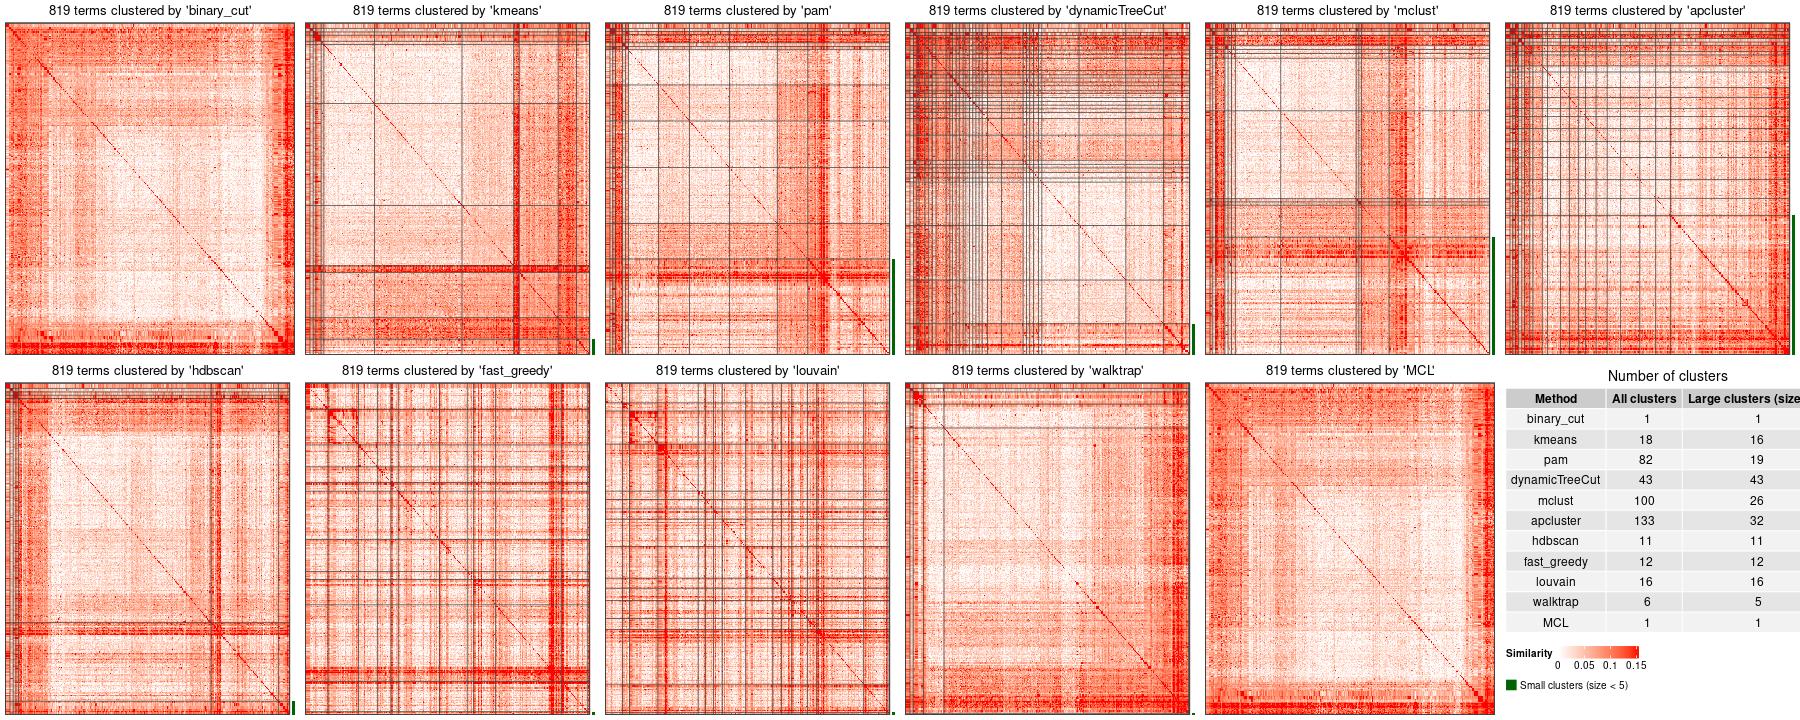 819 terms clustered by 'binary_cut'
819 terms clustered by 'kmeans'
819 terms clustered by 'pam'
819 terms clustered by 'dynamicTreeCut'
819 terms clustered by 'mclust'
819 terms clustered by 'apcluster'
819 terms clustered by 'hdbscan'
819 terms clustered by 'fast_greedy'
819 terms clustered by 'louvain'
819 terms clustered by 'walktrap'
819 terms clustered by 'MCL'
Number of clusters
Method All clusters Large clusters (size
binary_cut 1 1
kmeans 18 16
pam 82 19
dynamicTreeCut 43 43
mclust 100 26
apcluster 133 32
hdbscan 11 11
fast_greedy 12 12
louvain 16 16
walktrap 6 5
MCL 1 1
Similarity
0 0.05 0.1 0.15
Small clusters (size < 5)